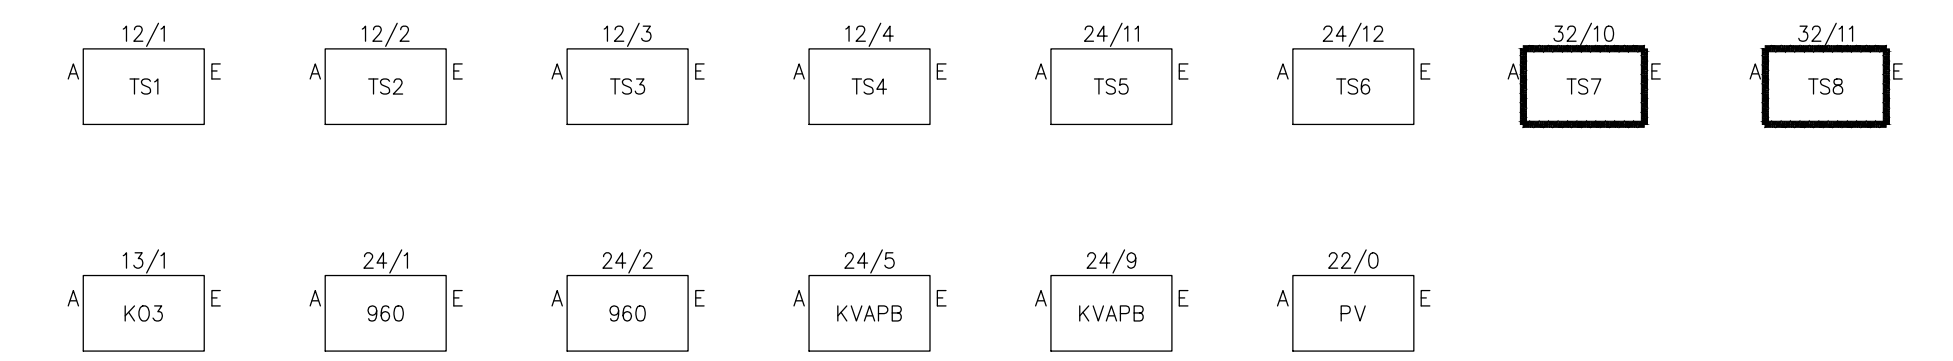 12/1 12/2 12/3 12/4 24/11 24/12 32/10 32/11
A E A E A E A E A E A E A E A E
TS1 TS2 TS3 TS4 TS5 TS6 TS7 TS8
13/1 24/1 24/2 24/5 24/9 22/0
A E A E A E A E A E A E
K03 960 960 KVAPB KVAPB PV